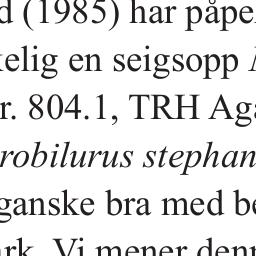 d (1985) har påpe
kelig en seigsopp
r. 804.1, TRH Aga
robilurus stephan
ganske bra med be
ark. Vi mener denn